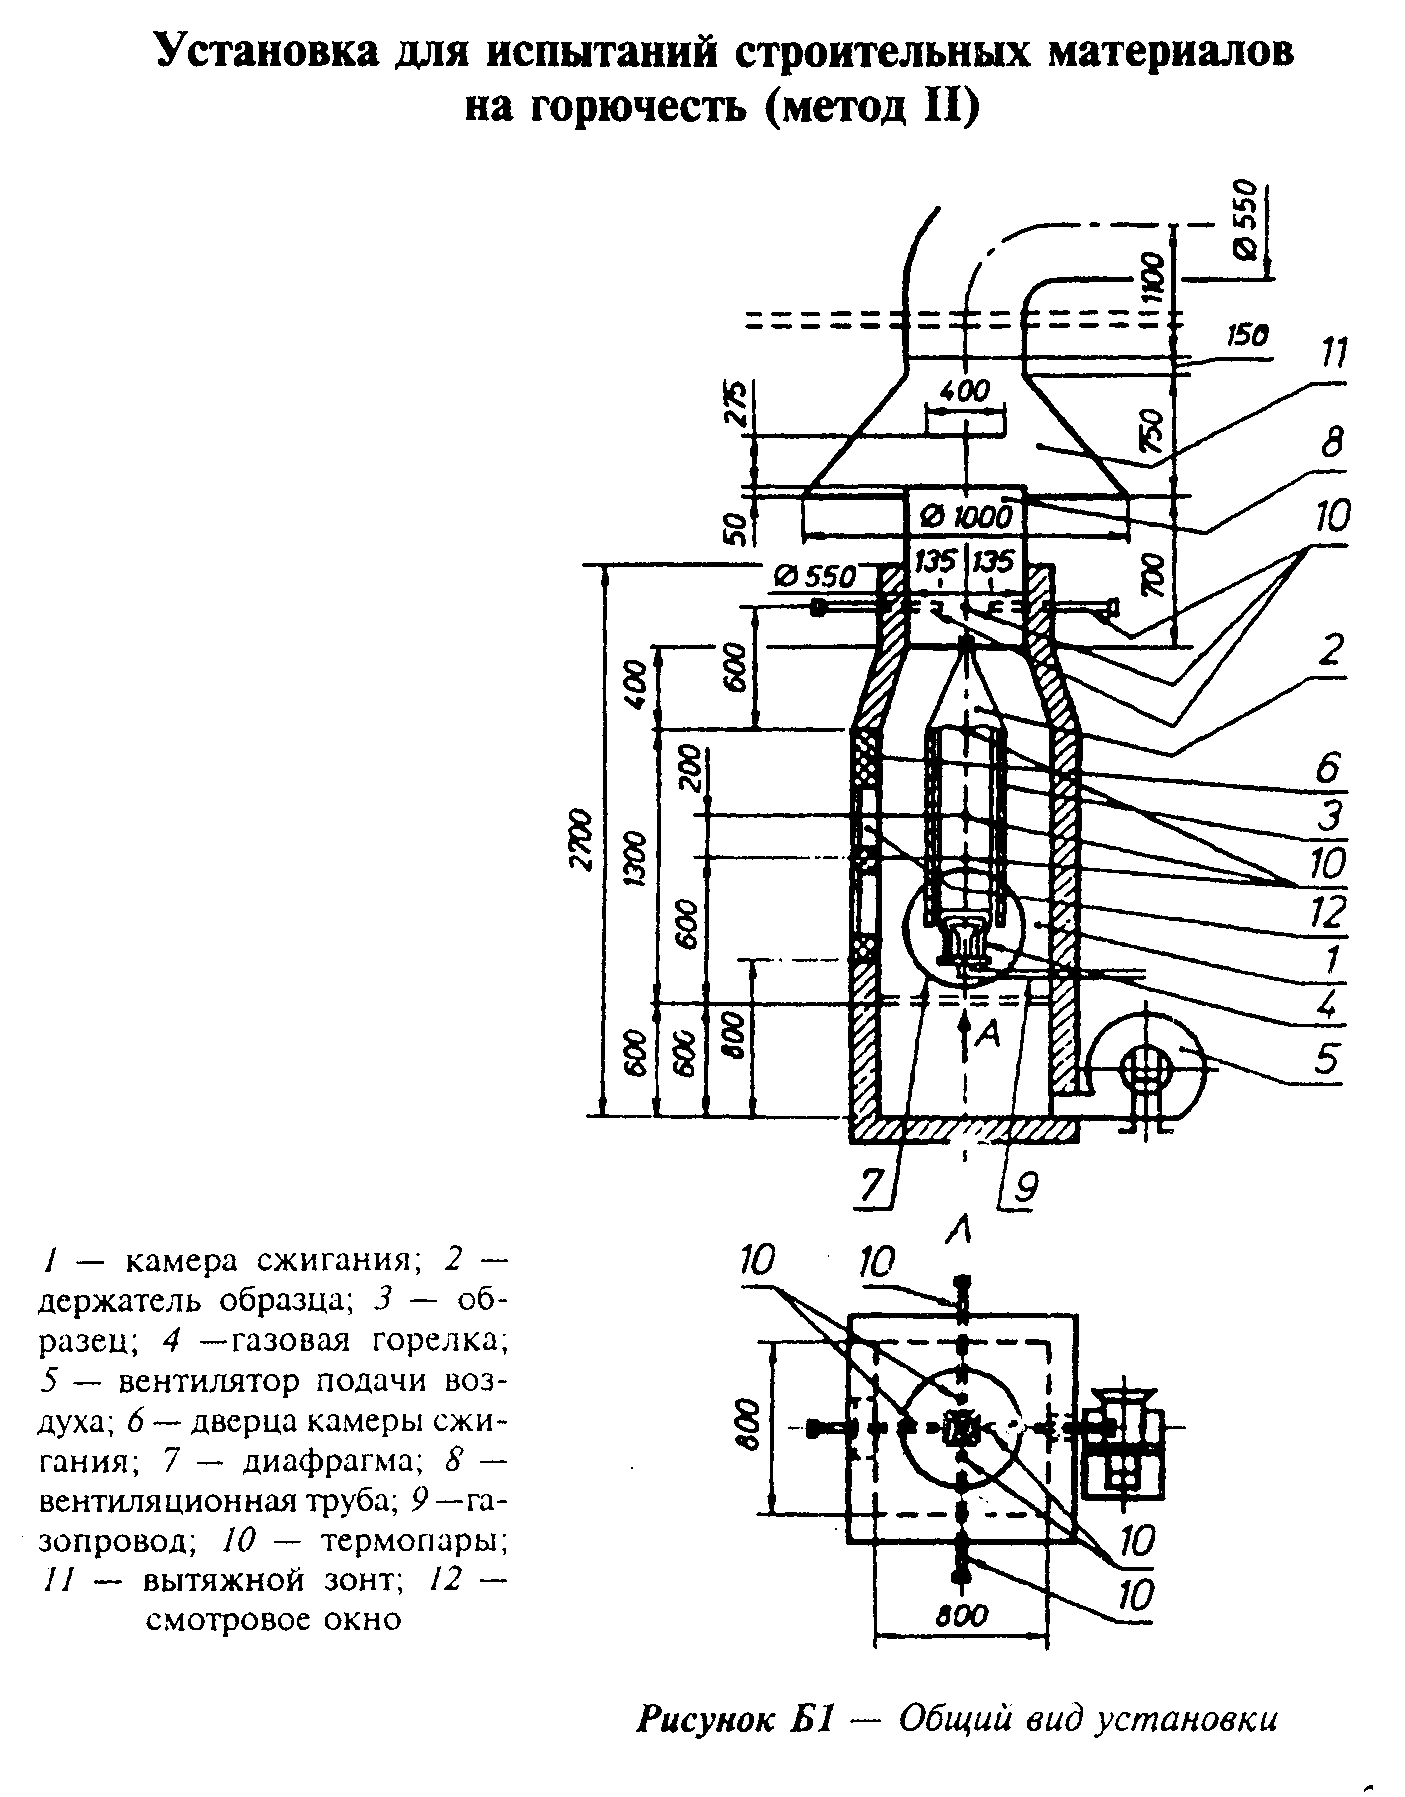 Установка для испытаний строительных материалов
на горючесть (метод II)
Ø 550
1100
150
11
275
400
750
8
50
Ø 1000
10
Ø 550
135
135
700
600
400
2
200
6
3
2700
1300
10
12
600
1
4
600
600
800
А
5
7
9
А
10
10
800
10
10
800
1 — камера сжигания; 2 —
держатель образца; 3 — об-
разец; 4 —газовая горелка;
5 — вентилятор подачи воз-
духа; 6 — дверца камеры сжи-
гания; 7 — диафрагма; 8 —
вентиляционная труба; 9 —га-
зопровод; 10 — термопары;
11 — вытяжной зонт; 12 —
смотровое окно
Рисунок Б1 — Общий вид установки